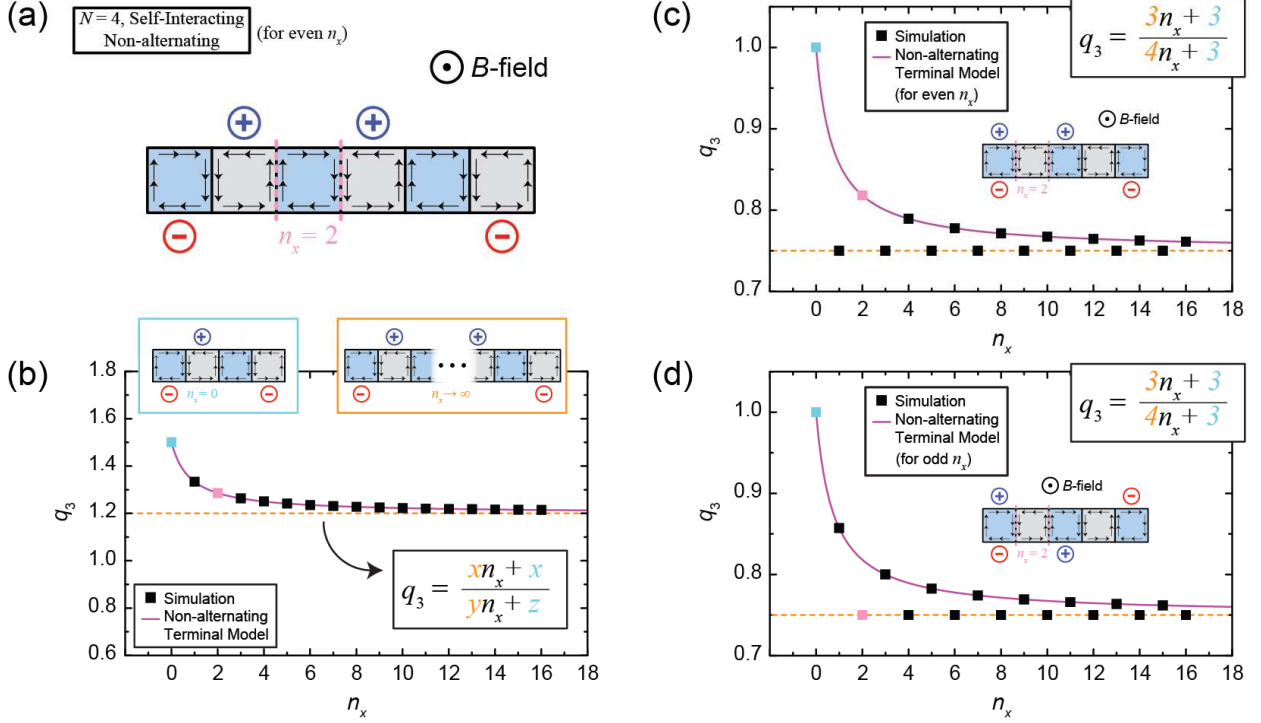 (a)
N = 4, Self-Interacting
Non-alternating
(for even nₓ)
B-field
+ +
− −
nₓ = 2
(b)
+
− nₓ = 0 −
+ • • • +
− nₓ → ∞ −
1.8
1.6
1.4
1.2
1.0
0.8
0.6
q₃
q₃ = xnₓ + x
ynₓ + z
Simulation
Non-alternating
Terminal Model
0 2 4 6 8 10 12 14 16 18
nₓ
(c)
Simulation
Non-alternating
Terminal Model
(for even nₓ)
q₃ = 3nₓ + 3
4nₓ + 3
B-field
+ +
− nₓ = 2 −
1.0
0.9
0.8
0.7
q₃
0 2 4 6 8 10 12 14 16 18
nₓ
(d)
Simulation
Non-alternating
Terminal Model
(for odd nₓ)
q₃ = 3nₓ + 3
4nₓ + 3
B-field
+ −
− nₓ = 2 +
1.0
0.9
0.8
0.7
q₃
0 2 4 6 8 10 12 14 16 18
nₓ